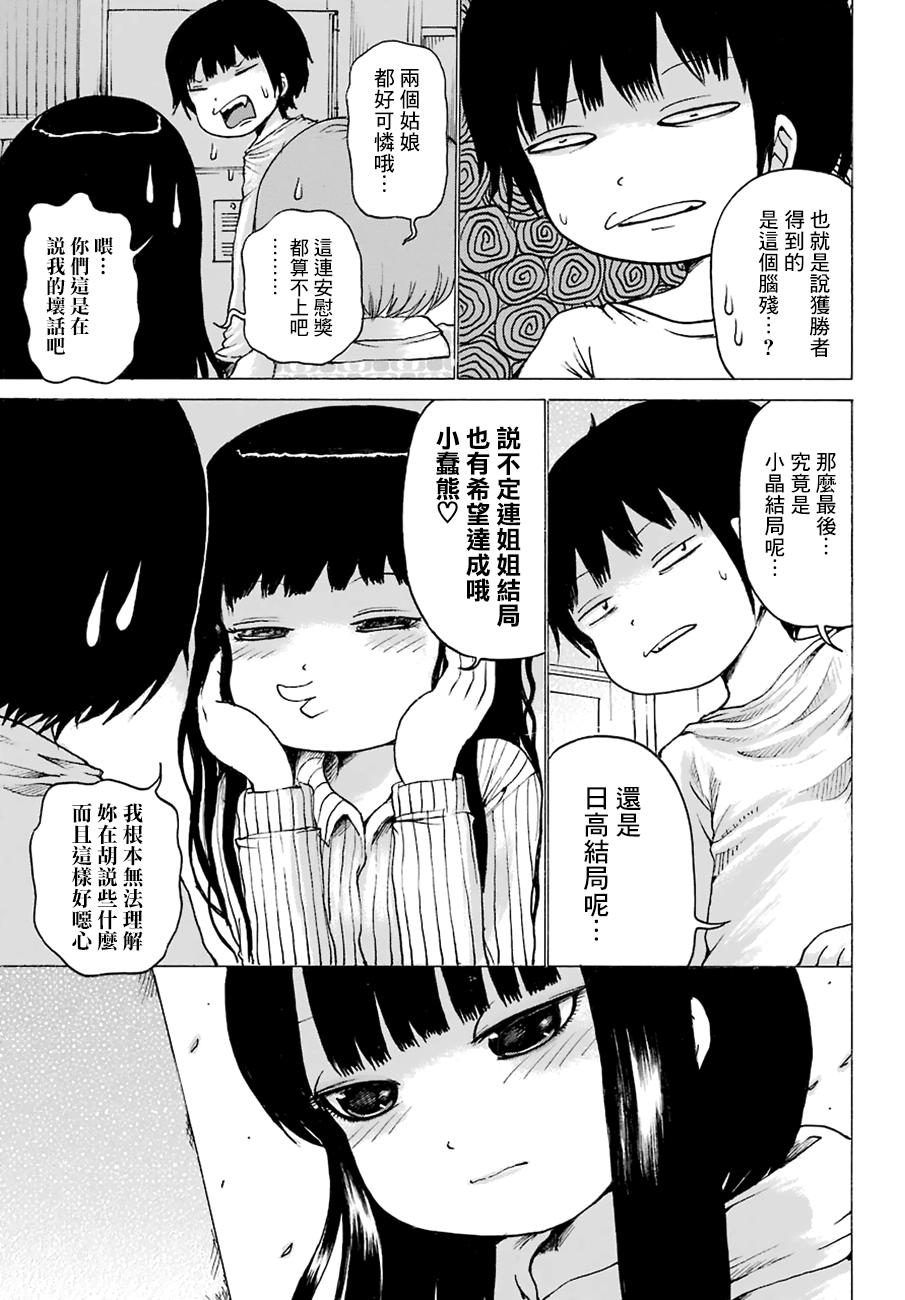 也就是說獲勝者
得到的
是這個腦殘…?
兩個姑娘
都好可憐哦…
這連安慰獎
都算不上吧
………
喂…
你們這是在
說我的壞話吧
那麼最後…
究竟是
小晶結局呢…
還是
日高結局呢…
說不定連姐姐結局
也有希望達成哦
小蠢熊♡
我根本無法理解
妳在胡說些什麼
而且這樣好噁心